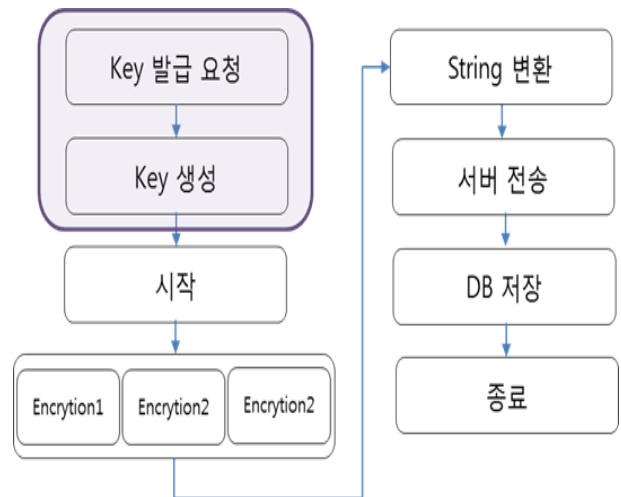 Key 발급 요청
Key 생성
시작
Encrytion1
Encrytion2
Encrytion2
String 변환
서버 전송
DB 저장
종료